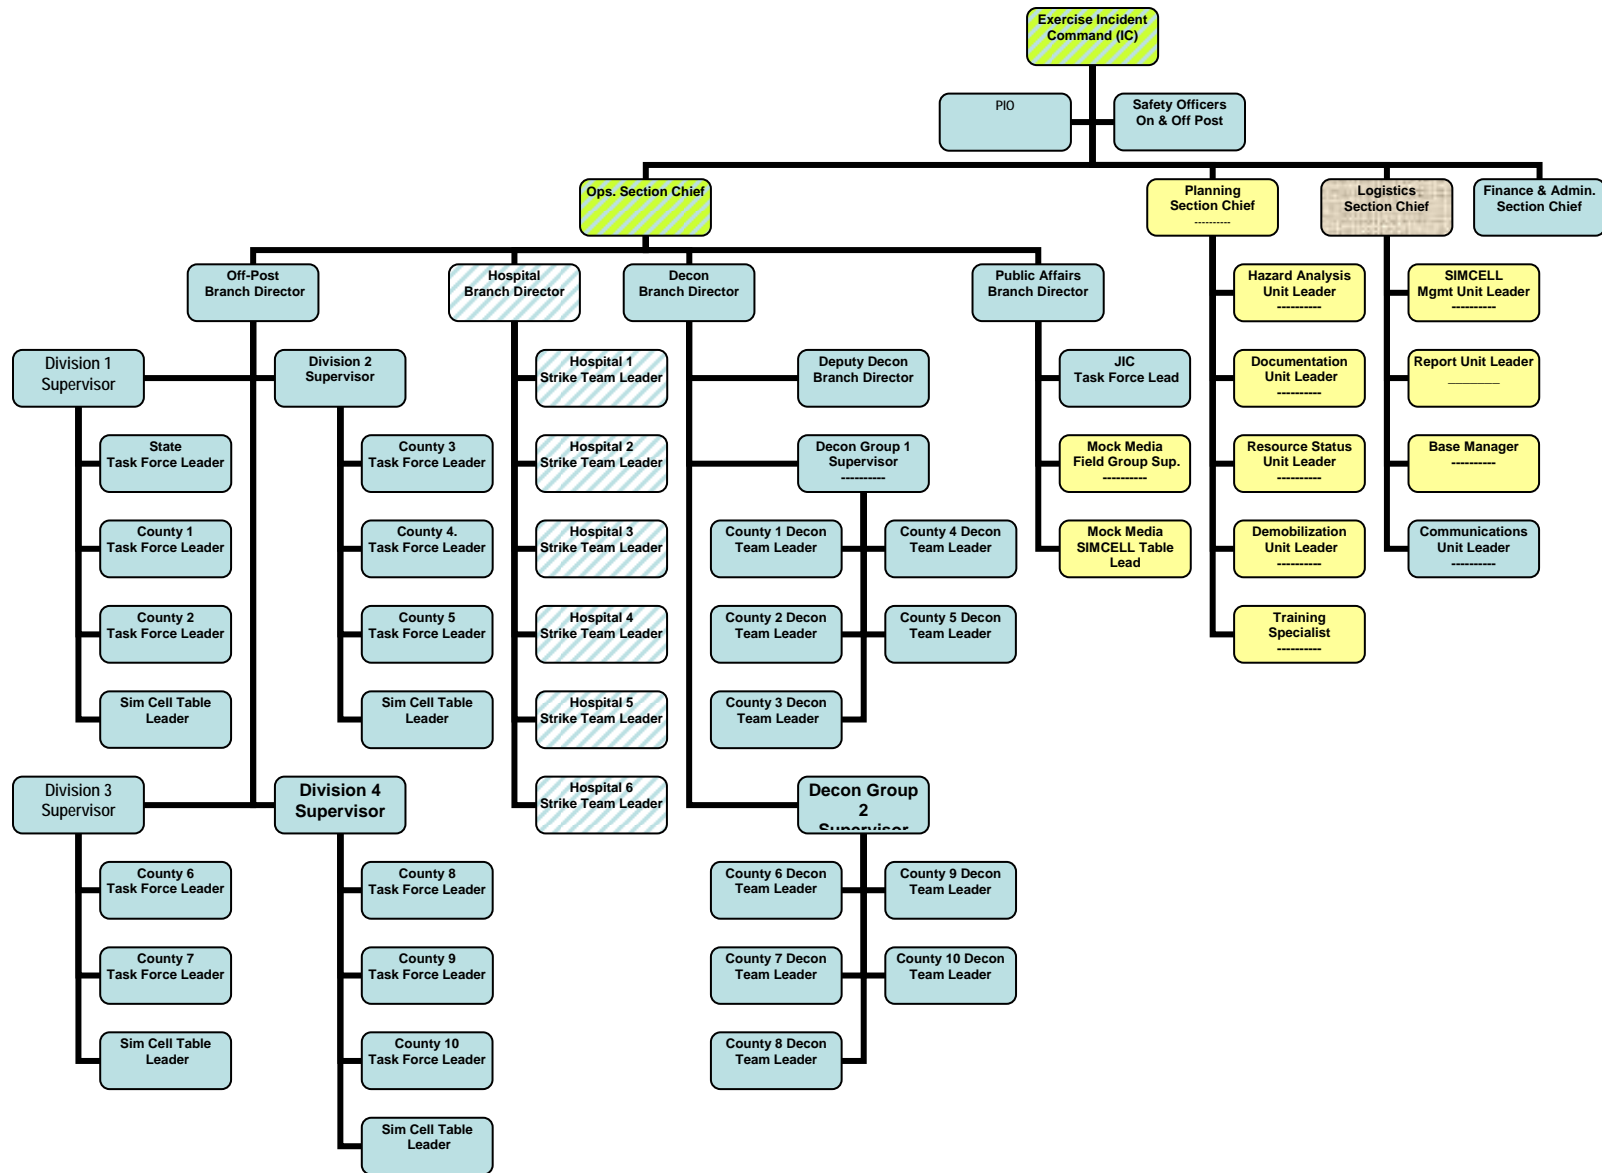 Exercise Incident
Command (IC)
PIO
Safety Officers
On & Off Post
Ops. Section Chief
Planning
Section Chief
----------
Logistics
Section Chief
Finance & Admin.
Section Chief
Off-Post
Branch Director
Hospital
Branch Director
Decon
Branch Director
Public Affairs
Branch Director
Hazard Analysis
Unit Leader
----------
SIMCELL
Mgmt Unit Leader
----------
Division 1
Supervisor
Division 2
Supervisor
Hospital 1
Strike Team Leader
Deputy Decon
Branch Director
JIC
Task Force Lead
Documentation
Unit Leader
----------
Report Unit Leader
_______
State
Task Force Leader
County 3
Task Force Leader
Hospital 2
Strike Team Leader
Decon Group 1
Supervisor
----------
Mock Media
Field Group Sup.
----------
Resource Status
Unit Leader
----------
Base Manager
----------
County 1
Task Force Leader
County 4.
Task Force Leader
Hospital 3
Strike Team Leader
County 1 Decon
Team Leader
County 4 Decon
Team Leader
Mock Media
SIMCELL Table
Lead
Demobilization
Unit Leader
----------
Communications
Unit Leader
----------
County 2
Task Force Leader
County 5
Task Force Leader
Hospital 4
Strike Team Leader
County 2 Decon
Team Leader
County 5 Decon
Team Leader
Training
Specialist
----------
Sim Cell Table
Leader
Sim Cell Table
Leader
Hospital 5
Strike Team Leader
County 3 Decon
Team Leader
Division 3
Supervisor
Division 4
Supervisor
Hospital 6
Strike Team Leader
Decon Group
2
Supervisor
County 6
Task Force Leader
County 8
Task Force Leader
County 6 Decon
Team Leader
County 9 Decon
Team Leader
County 7
Task Force Leader
County 9
Task Force Leader
County 7 Decon
Team Leader
County 10 Decon
Team Leader
Sim Cell Table
Leader
County 10
Task Force Leader
County 8 Decon
Team Leader
Sim Cell Table
Leader